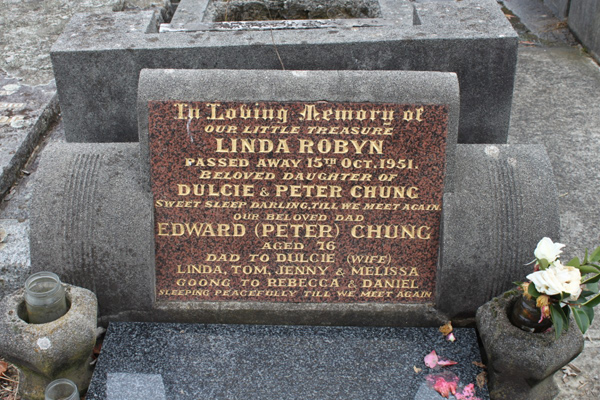 In Loving Memory of
OUR LITTLE TREASURE
LINDA ROBYN
PASSED AWAY 15TH OCT. 1951.
BELOVED DAUGHTER OF
DULCIE & PETER CHUNG
SWEET SLEEP DARLING, TILL WE MEET AGAIN.
OUR BELOVED DAD
EDWARD (PETER) CHUNG
AGED 76
DAD TO DULCIE (WIFE)
LINDA, TOM, JENNY & MELISSA
GOONG TO REBECCA & DANIEL
SLEEPING PEACEFULLY TILL WE MEET AGAIN